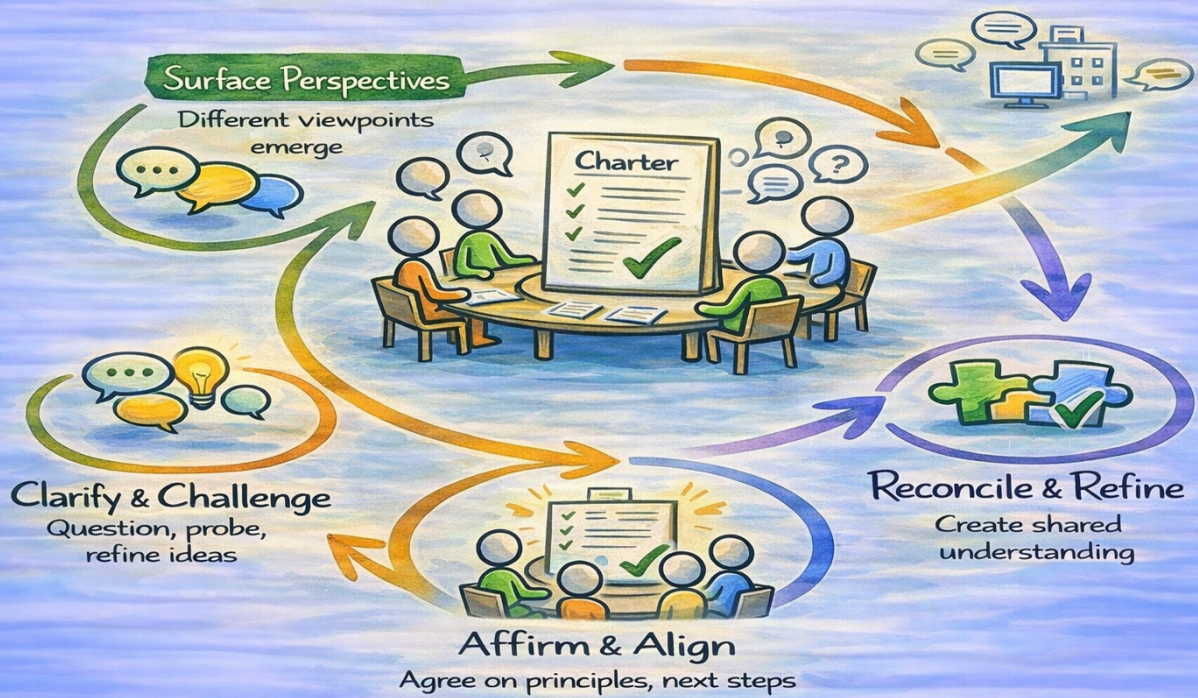 Surface Perspectives
Different viewpoints
emerge
Charter
?
Clarify & Challenge
Question, probe,
refine ideas
Reconcile & Refine
Create shared
understanding
Affirm & Align
Agree on principles, next steps